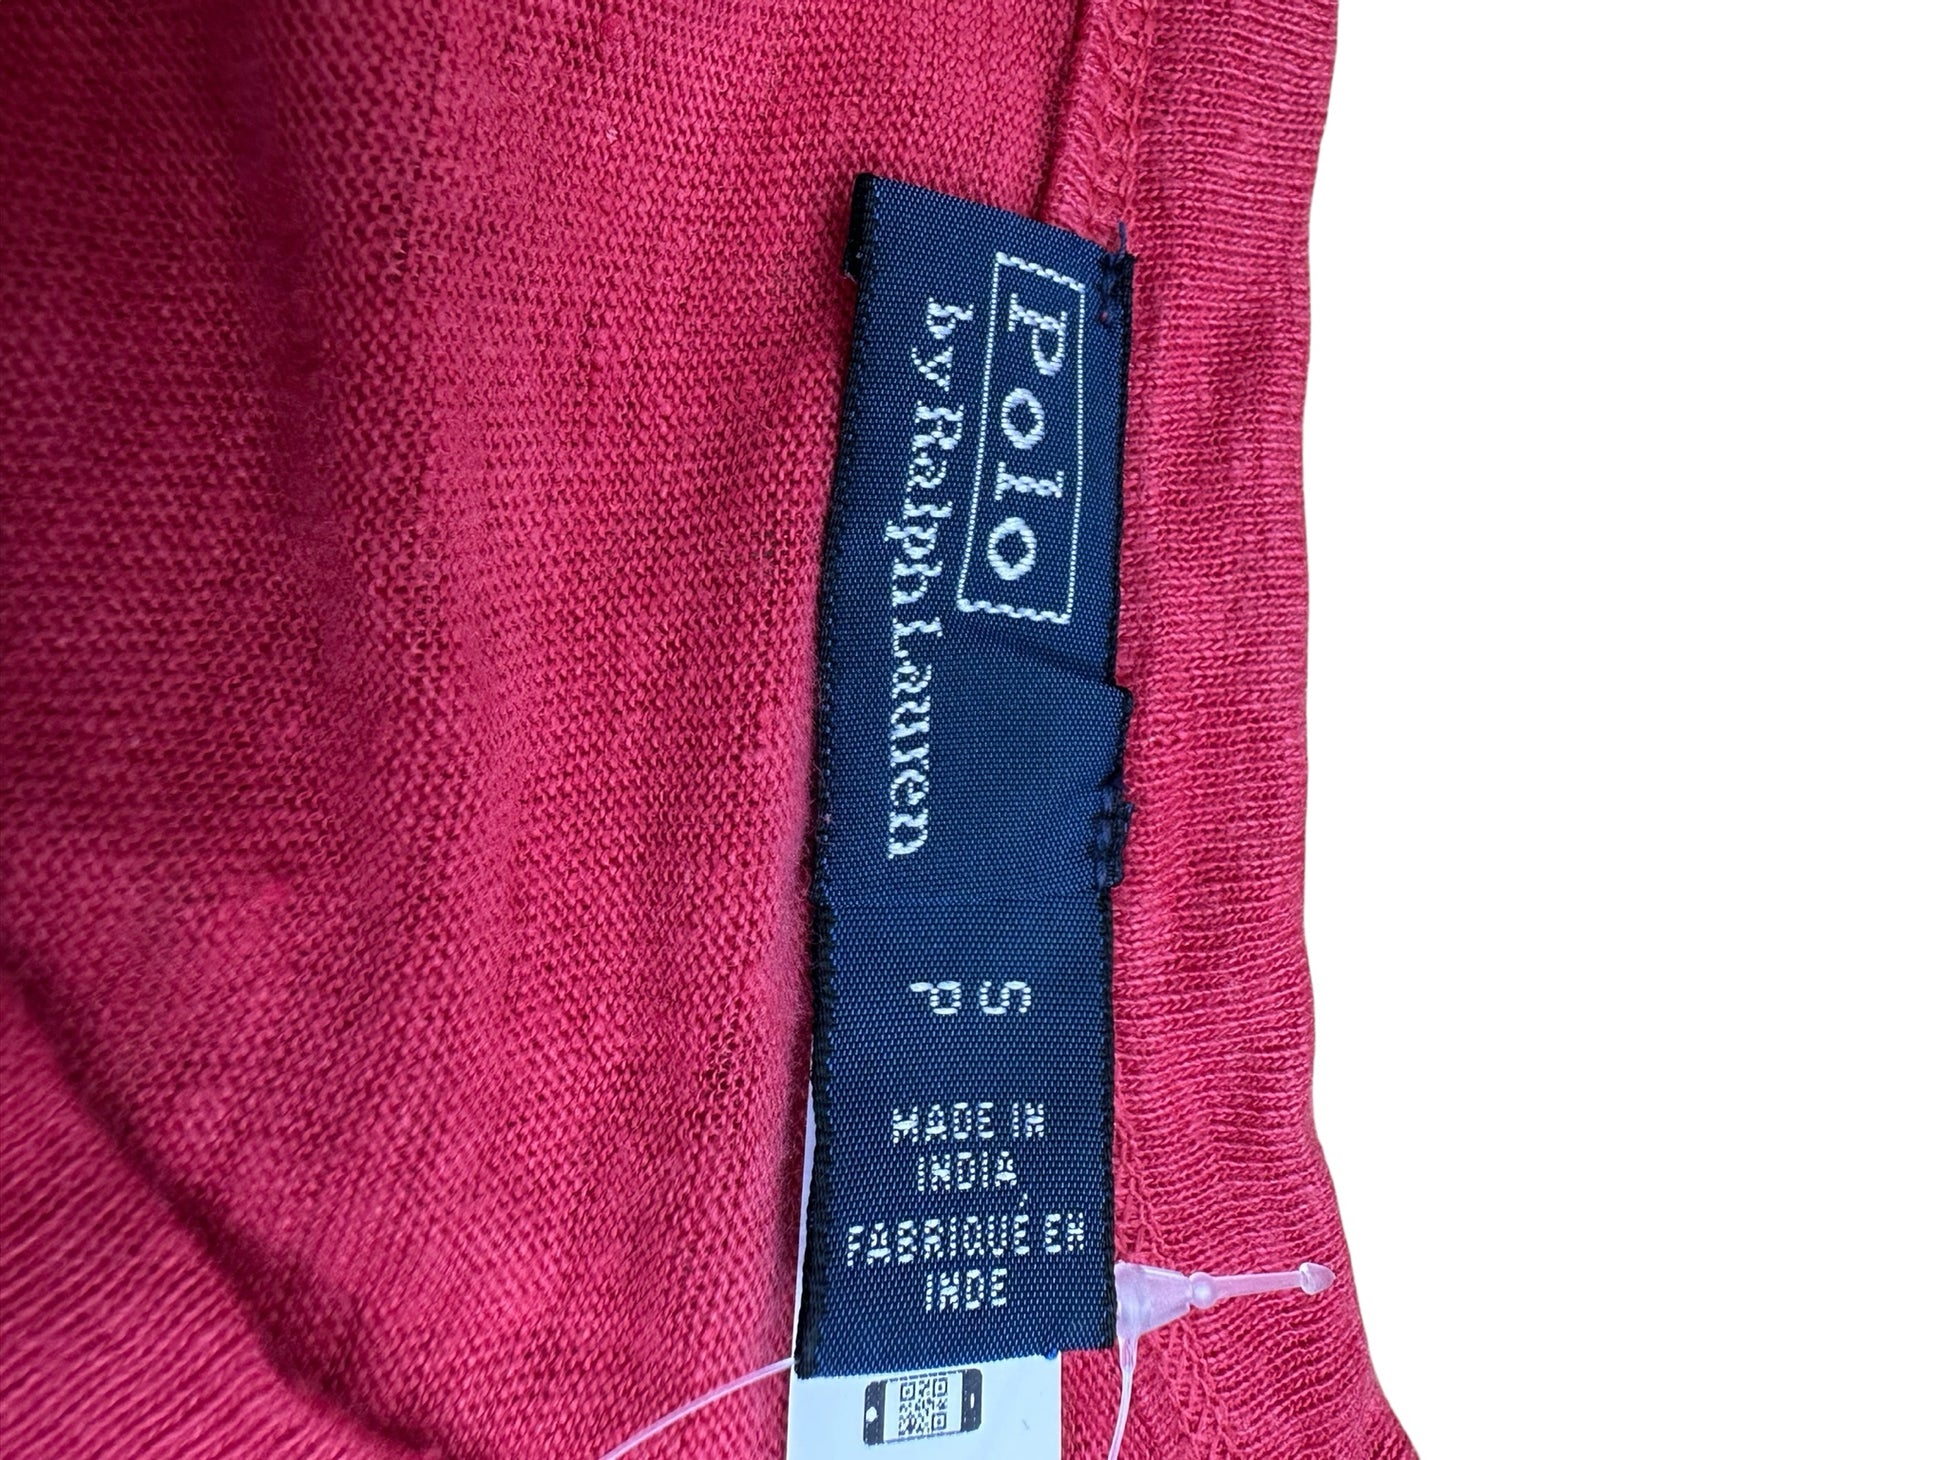 Polo
by Ralph Lauren
S
P
MADE IN
INDIA
FABRIQUÉ EN
INDE